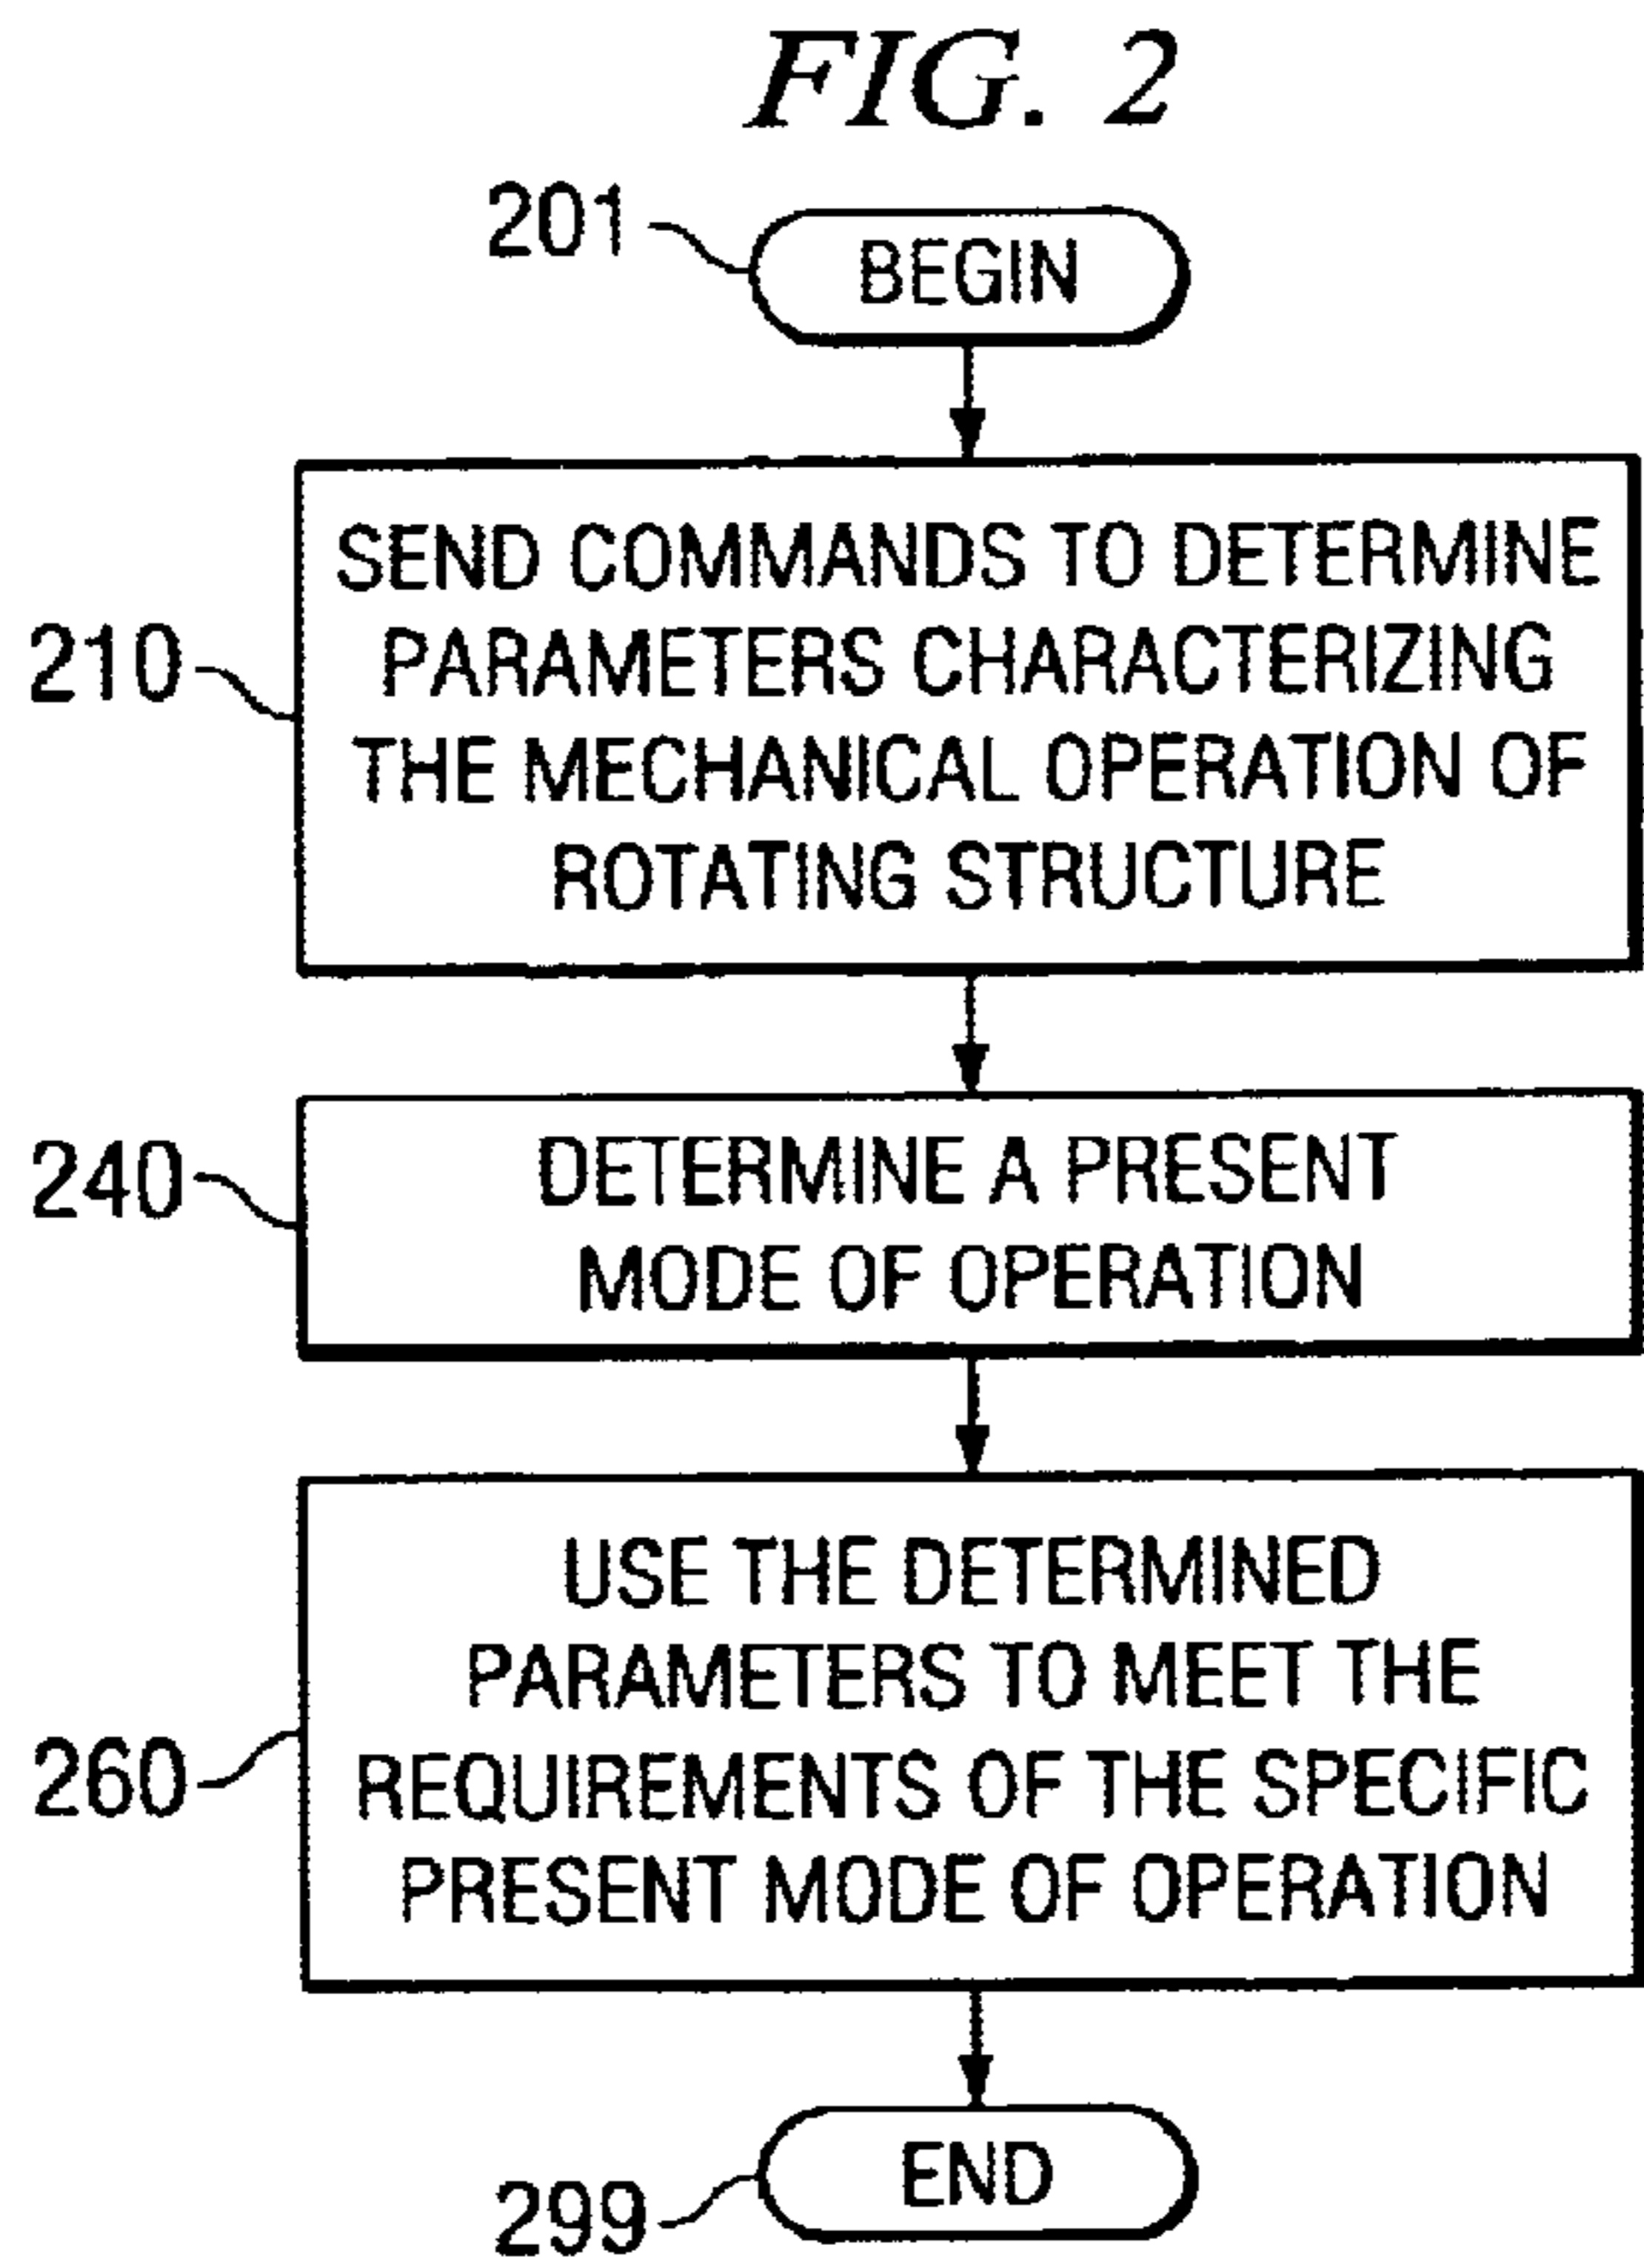 FIG. 2
201
BEGIN
210
SEND COMMANDS TO DETERMINE
PARAMETERS CHARACTERIZING
THE MECHANICAL OPERATION OF
ROTATING STRUCTURE
240
DETERMINE A PRESENT
MODE OF OPERATION
260
USE THE DETERMINED
PARAMETERS TO MEET THE
REQUIREMENTS OF THE SPECIFIC
PRESENT MODE OF OPERATION
299
END